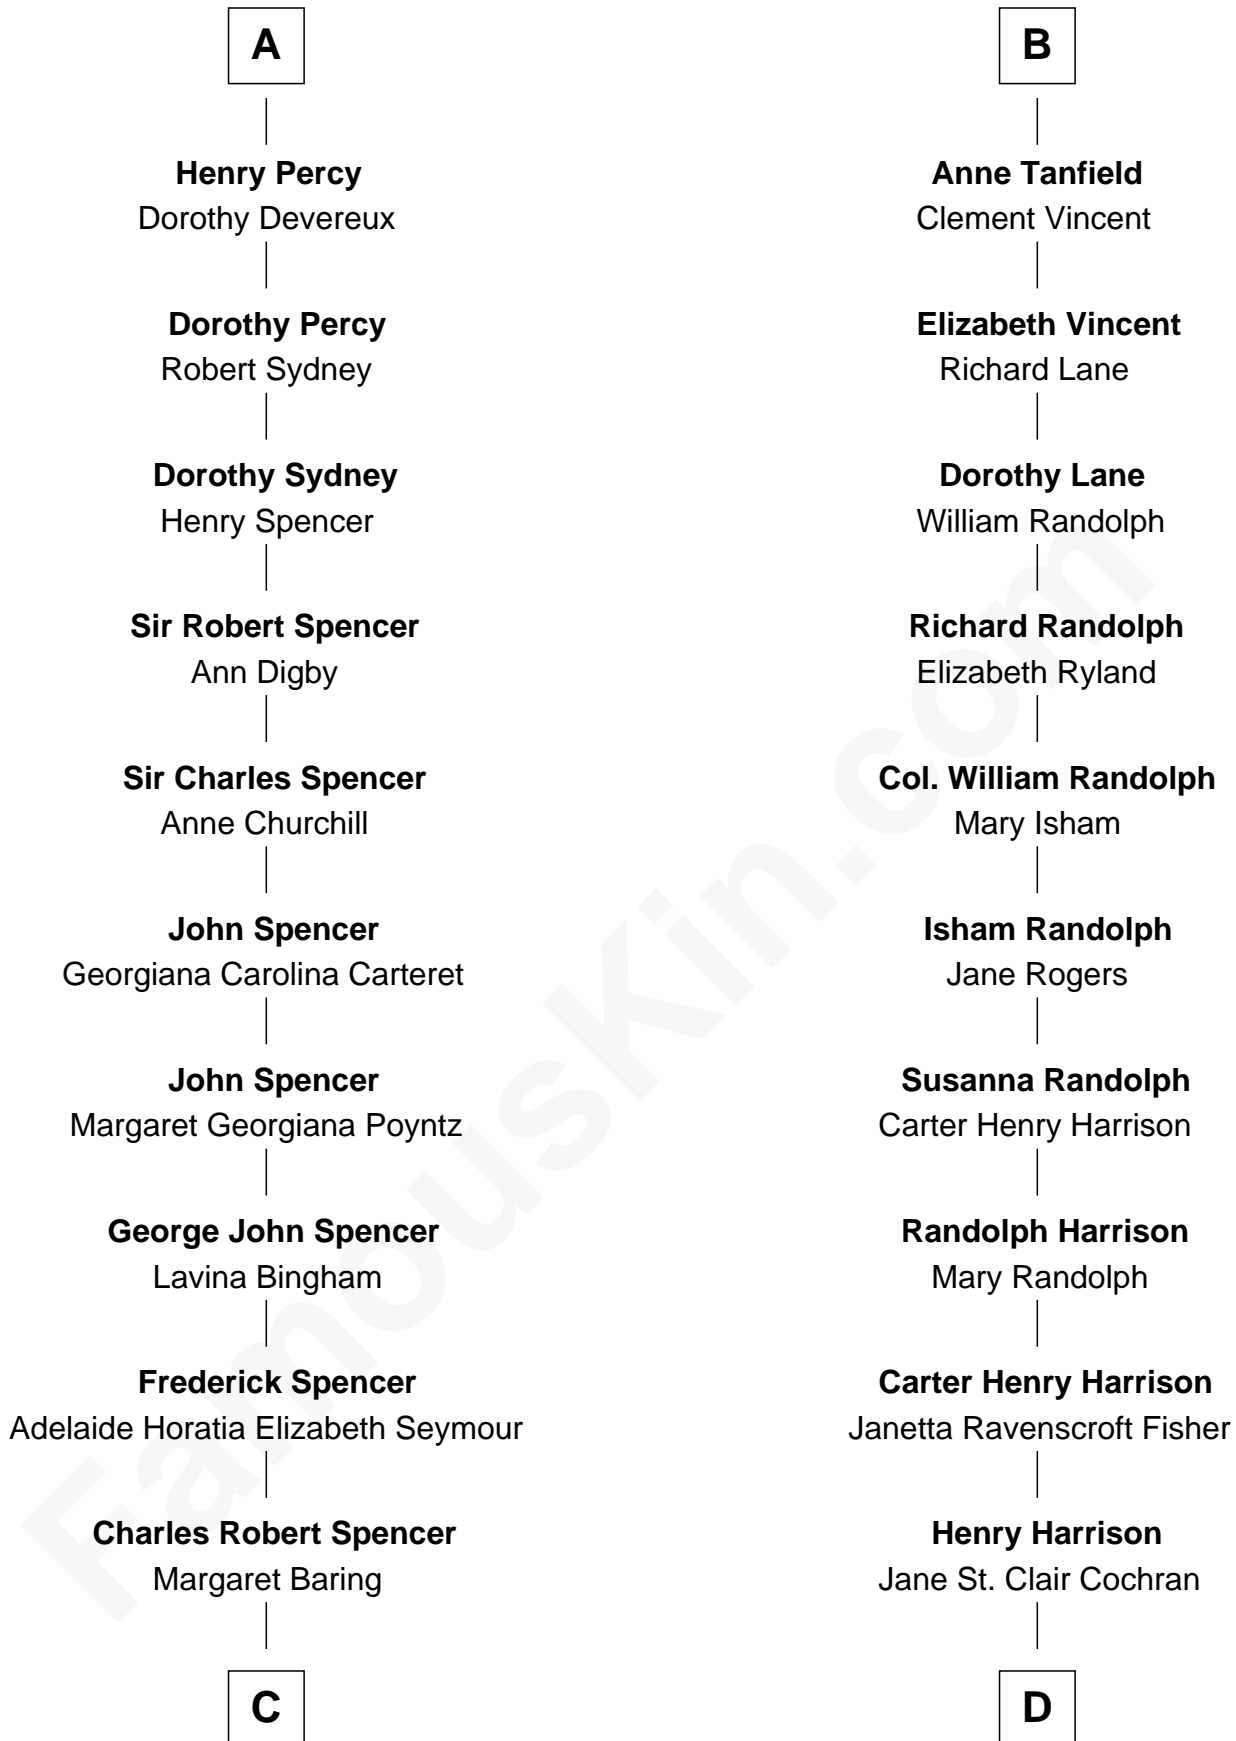 A
Henry Percy
Dorothy Devereux
Dorothy Percy
Robert Sydney
Dorothy Sydney
Henry Spencer
Sir Robert Spencer
Ann Digby
Sir Charles Spencer
Anne Churchill
John Spencer
Georgiana Carolina Carteret
John Spencer
Margaret Georgiana Poyntz
George John Spencer
Lavina Bingham
Frederick Spencer
Adelaide Horatia Elizabeth Seymour
Charles Robert Spencer
Margaret Baring
C
B
Anne Tanfield
Clement Vincent
Elizabeth Vincent
Richard Lane
Dorothy Lane
William Randolph
Richard Randolph
Elizabeth Ryland
Col. William Randolph
Mary Isham
Isham Randolph
Jane Rogers
Susanna Randolph
Carter Henry Harrison
Randolph Harrison
Mary Randolph
Carter Henry Harrison
Janetta Ravenscroft Fisher
Henry Harrison
Jane St. Clair Cochran
D
FamousKin.com